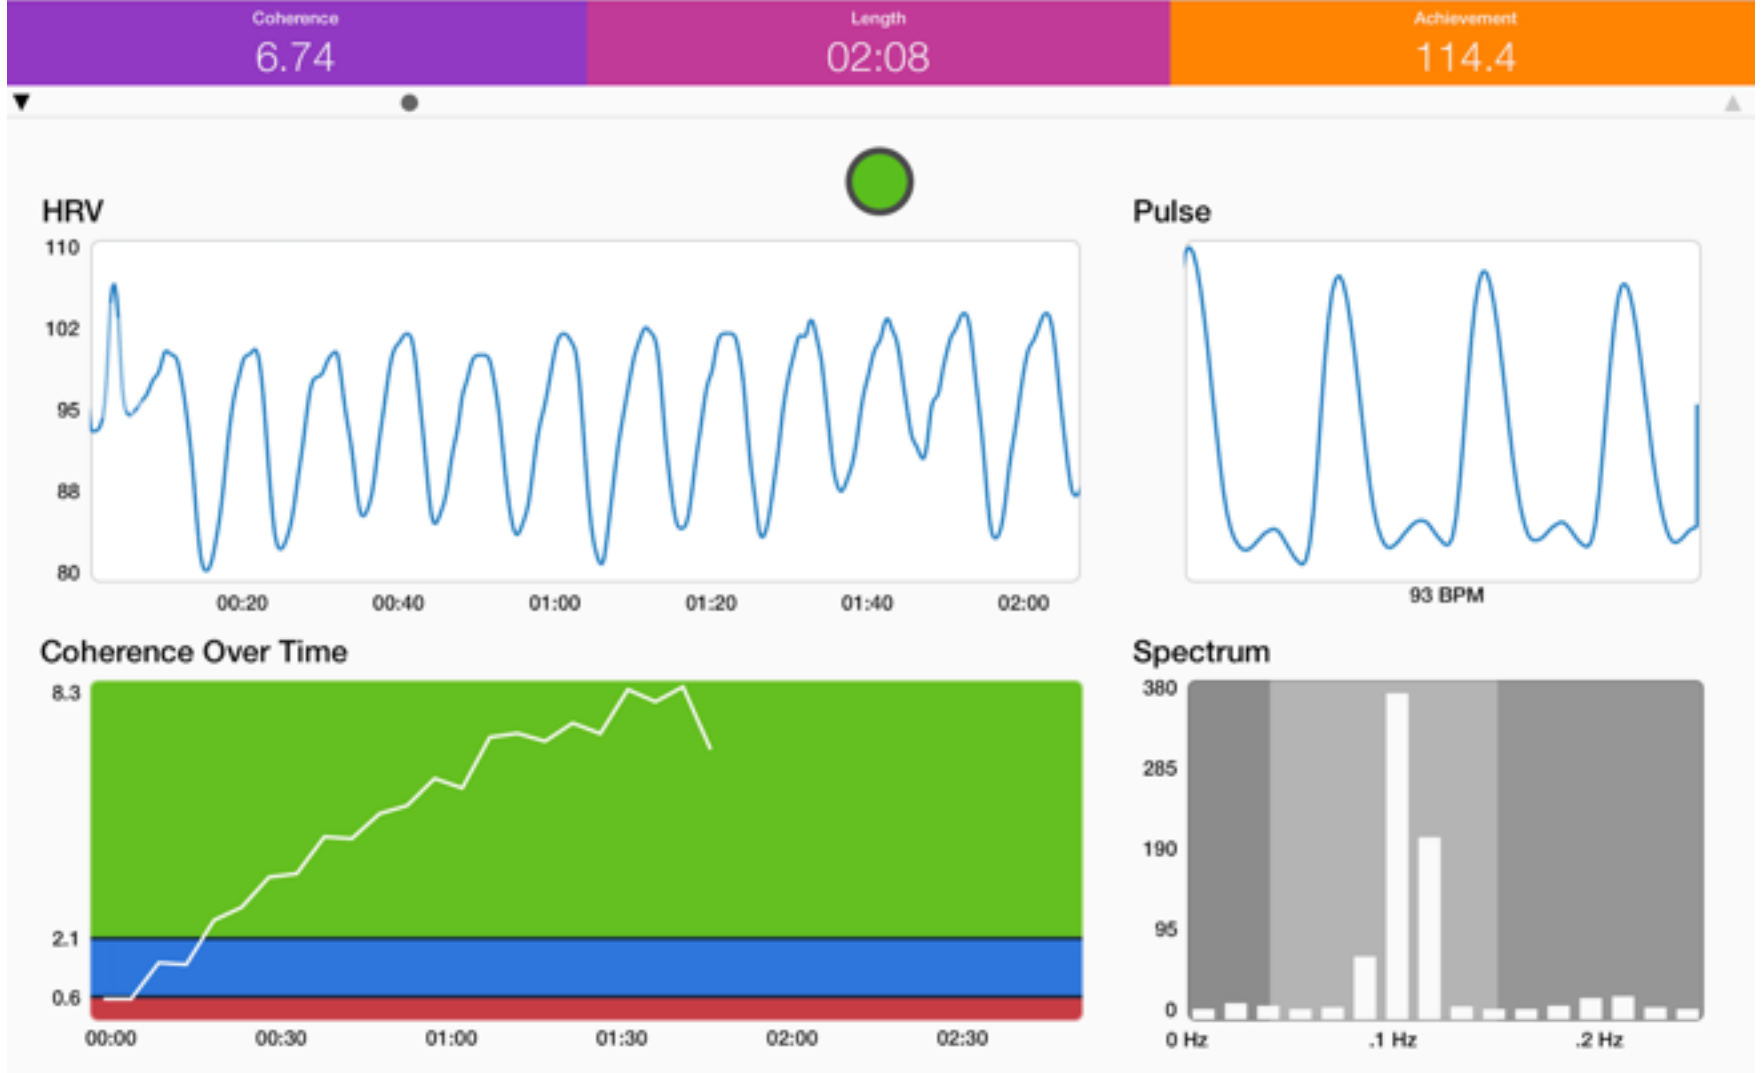 Coherence Length Achievement
6.74 02:08 114.4
HRV
110
102
95
88
80
00:20 00:40 01:00 01:20 01:40 02:00
Pulse
93 BPM
Coherence Over Time
8.3
2.1
0.6
00:00 00:30 01:00 01:30 02:00 02:30
Spectrum
380
285
190
95
0
0 Hz .1 Hz .2 Hz